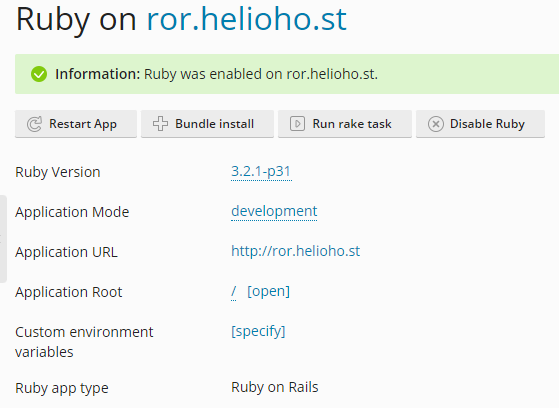 Ruby on ror.helioho.st
Information: Ruby was enabled on ror.helioho.st.
Restart App Bundle install Run rake task Disable Ruby
Ruby Version 3.2.1-p31
Application Mode development
Application URL http://ror.helioho.st
Application Root / [open]
Custom environment [specify]
variables
Ruby app type Ruby on Rails